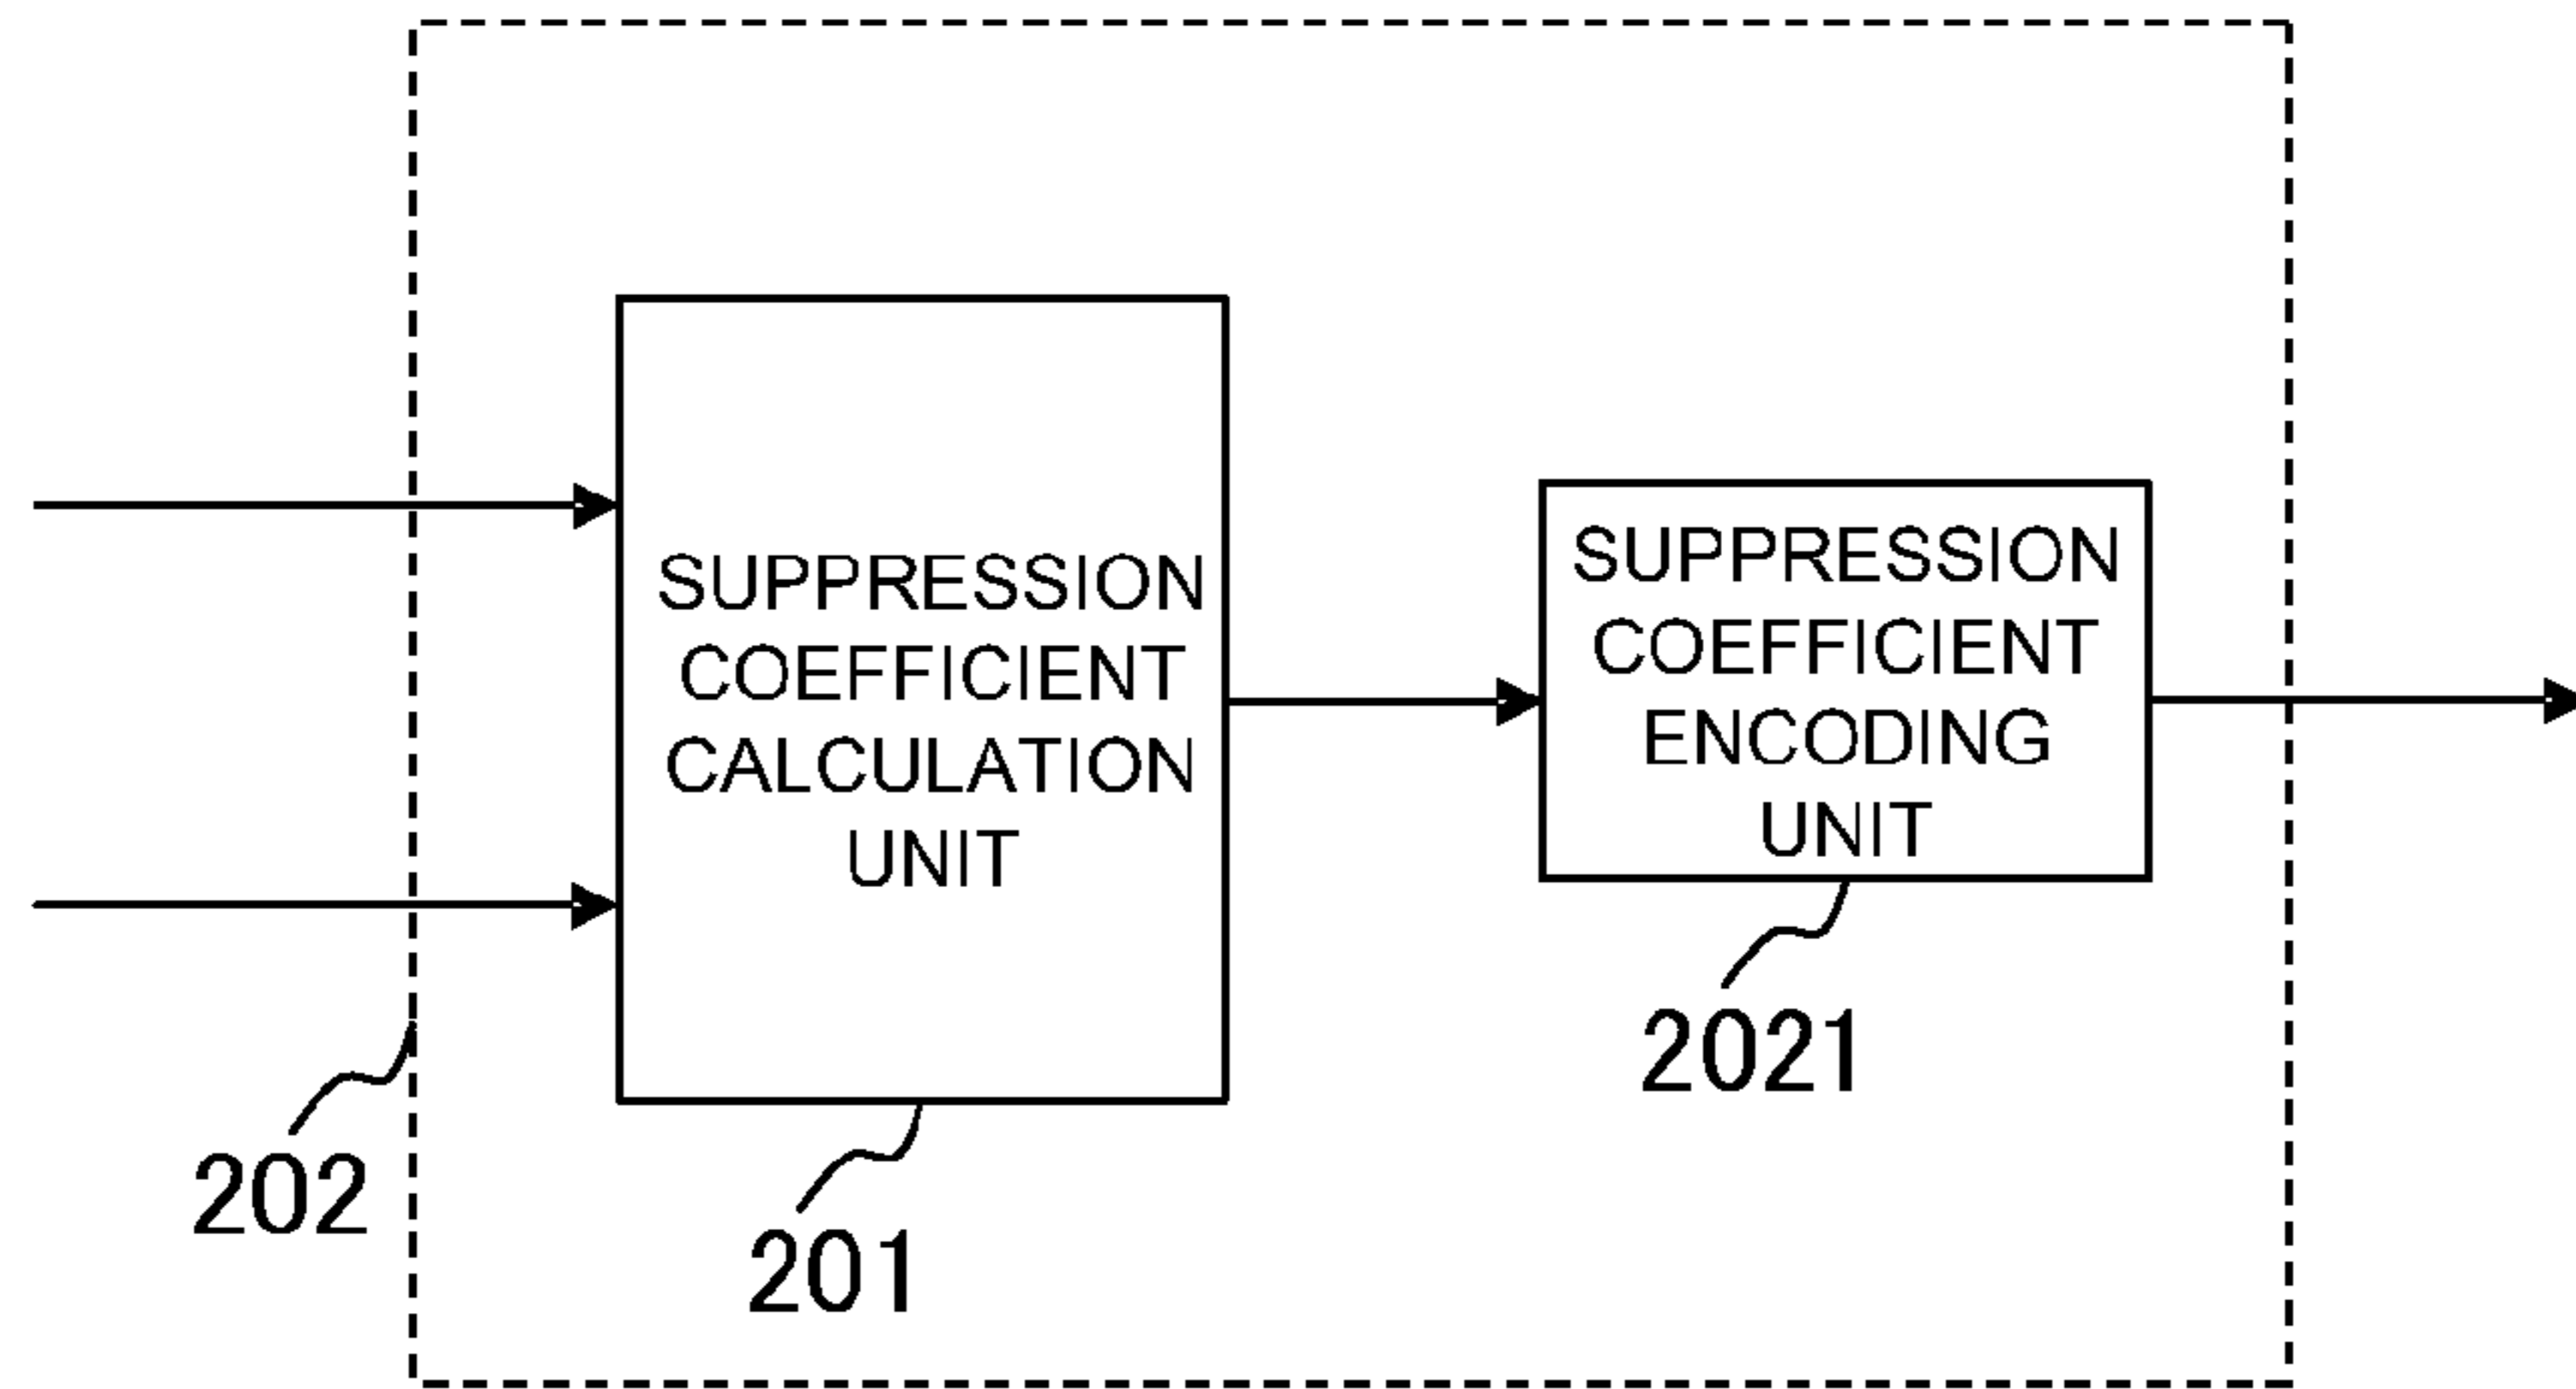 SUPPRESSION
COEFFICIENT
CALCULATION
UNIT
SUPPRESSION
COEFFICIENT
ENCODING
UNIT
202
201
2021